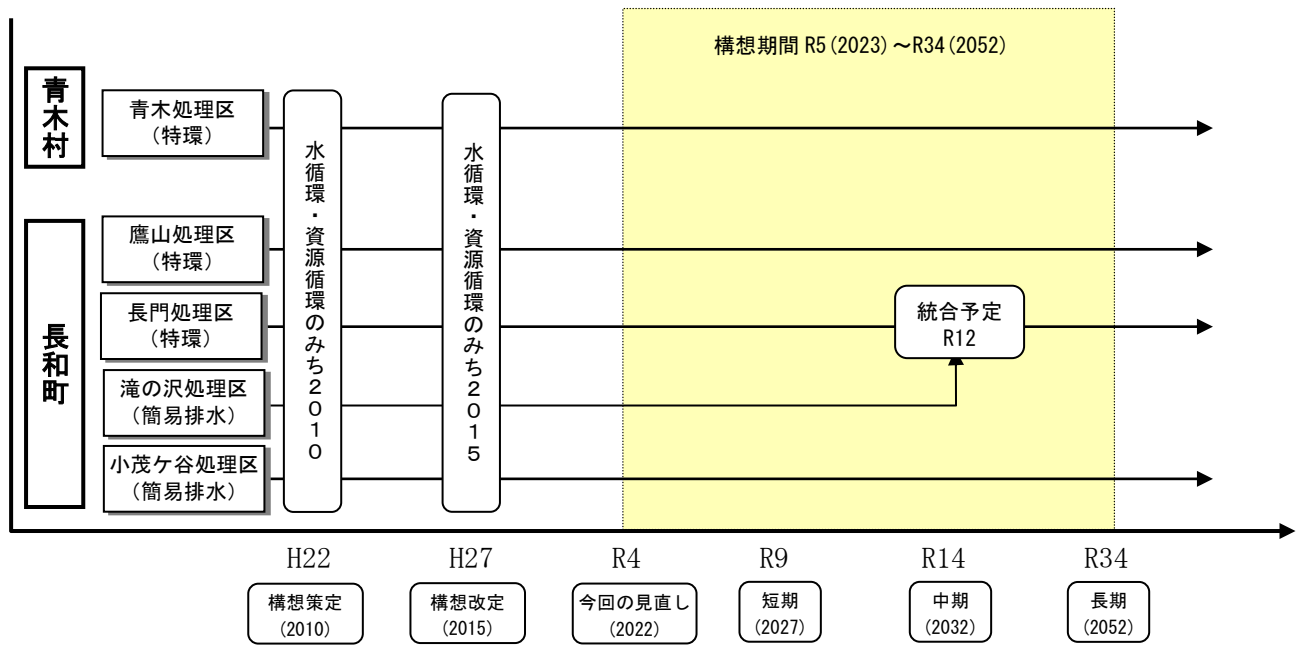 構想期間 R5(2023)～R34(2052)
青木村
青木処理区
（特環）
長和町
鷹山処理区
（特環）
長門処理区
（特環）
滝の沢処理区
（簡易排水）
小茂ケ谷処理区
（簡易排水）
水循環・資源循環のみち2010
水循環・資源循環のみち2015
統合予定
R12
H22
H27
R4
R9
R14
R34
構想策定
(2010)
構想改定
(2015)
今回の見直し
(2022)
短期
(2027)
中期
(2032)
長期
(2052)